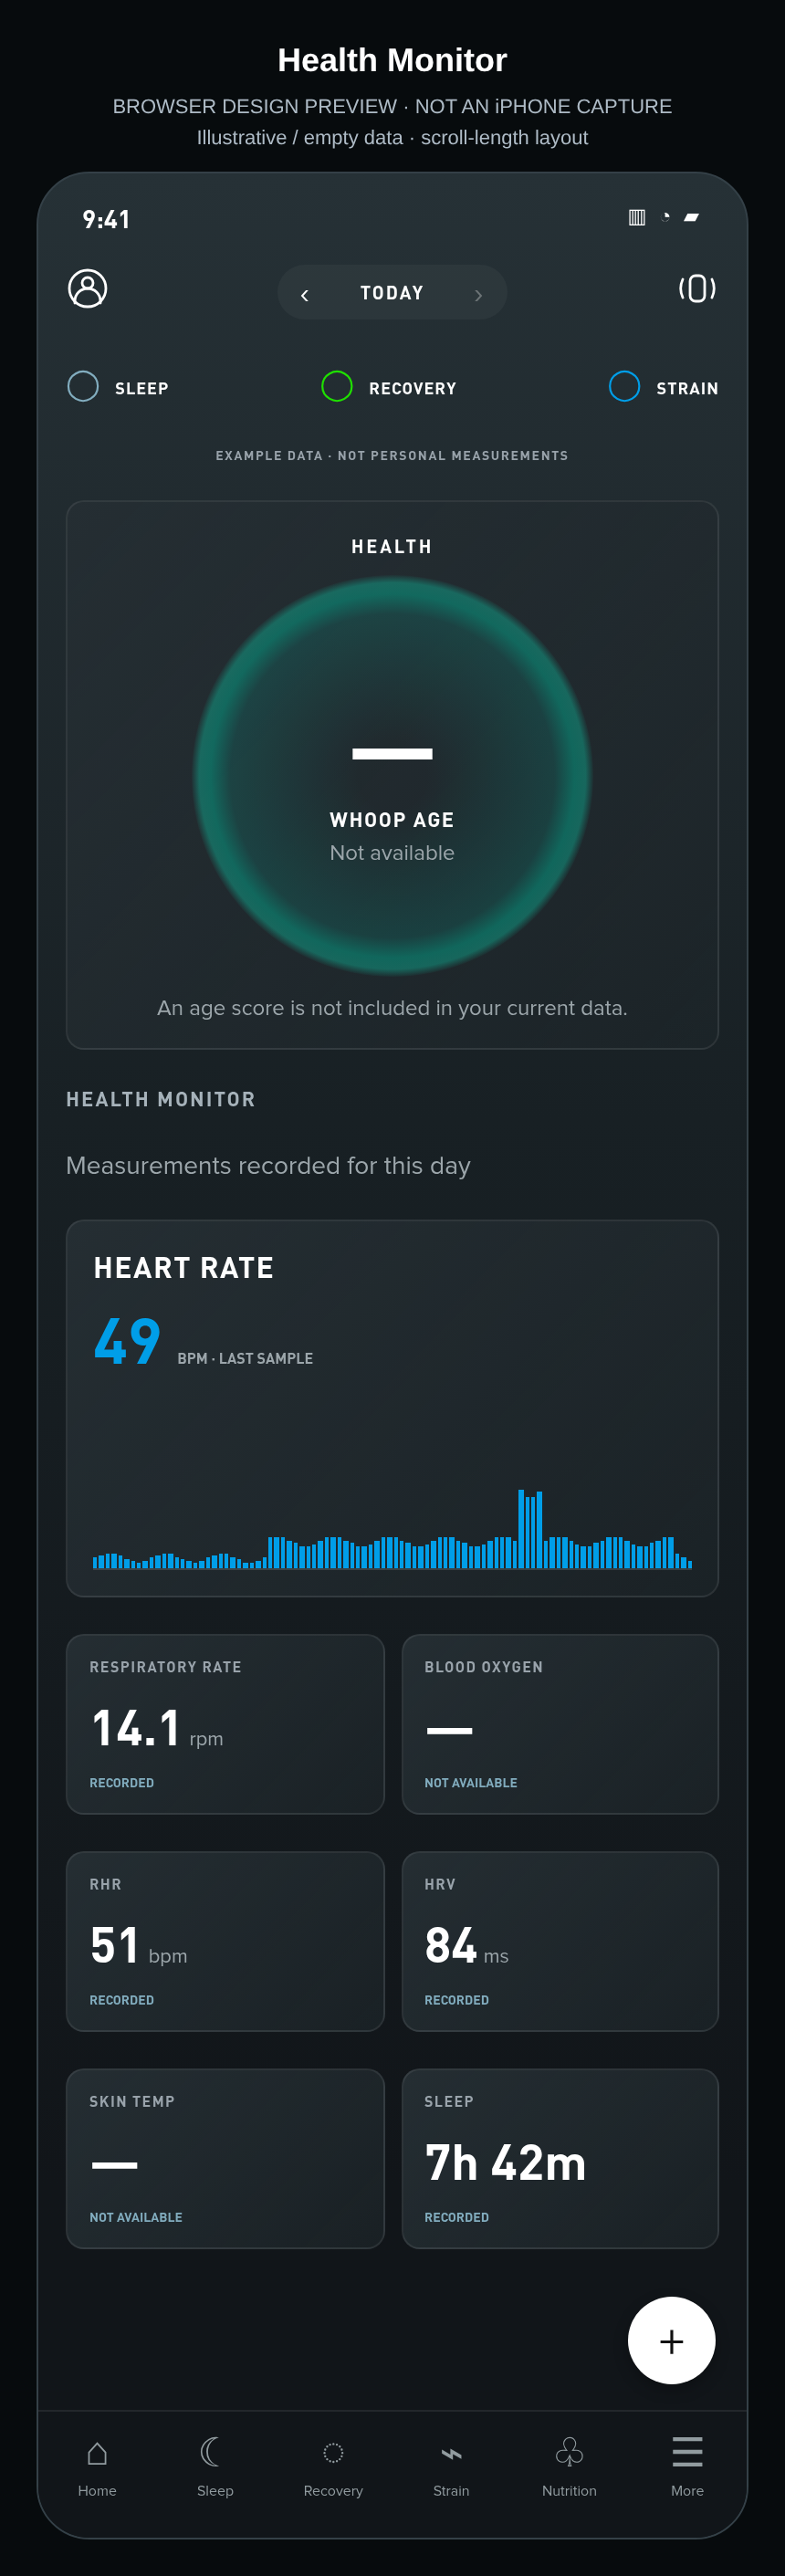 Health Monitor
BROWSER DESIGN PREVIEW · NOT AN iPHONE CAPTURE
Illustrative / empty data · scroll-length layout
9:41
‹ TODAY ›
SLEEP RECOVERY STRAIN
EXAMPLE DATA · NOT PERSONAL MEASUREMENTS
HEALTH
—
WHOOP AGE
Not available
An age score is not included in your current data.
HEALTH MONITOR
Measurements recorded for this day
HEART RATE
49 BPM · LAST SAMPLE
RESPIRATORY RATE
14.1 rpm
RECORDED
BLOOD OXYGEN
—
NOT AVAILABLE
RHR
51 bpm
RECORDED
HRV
84 ms
RECORDED
SKIN TEMP
—
NOT AVAILABLE
SLEEP
7h 42m
RECORDED
+
Home Sleep Recovery Strain Nutrition More